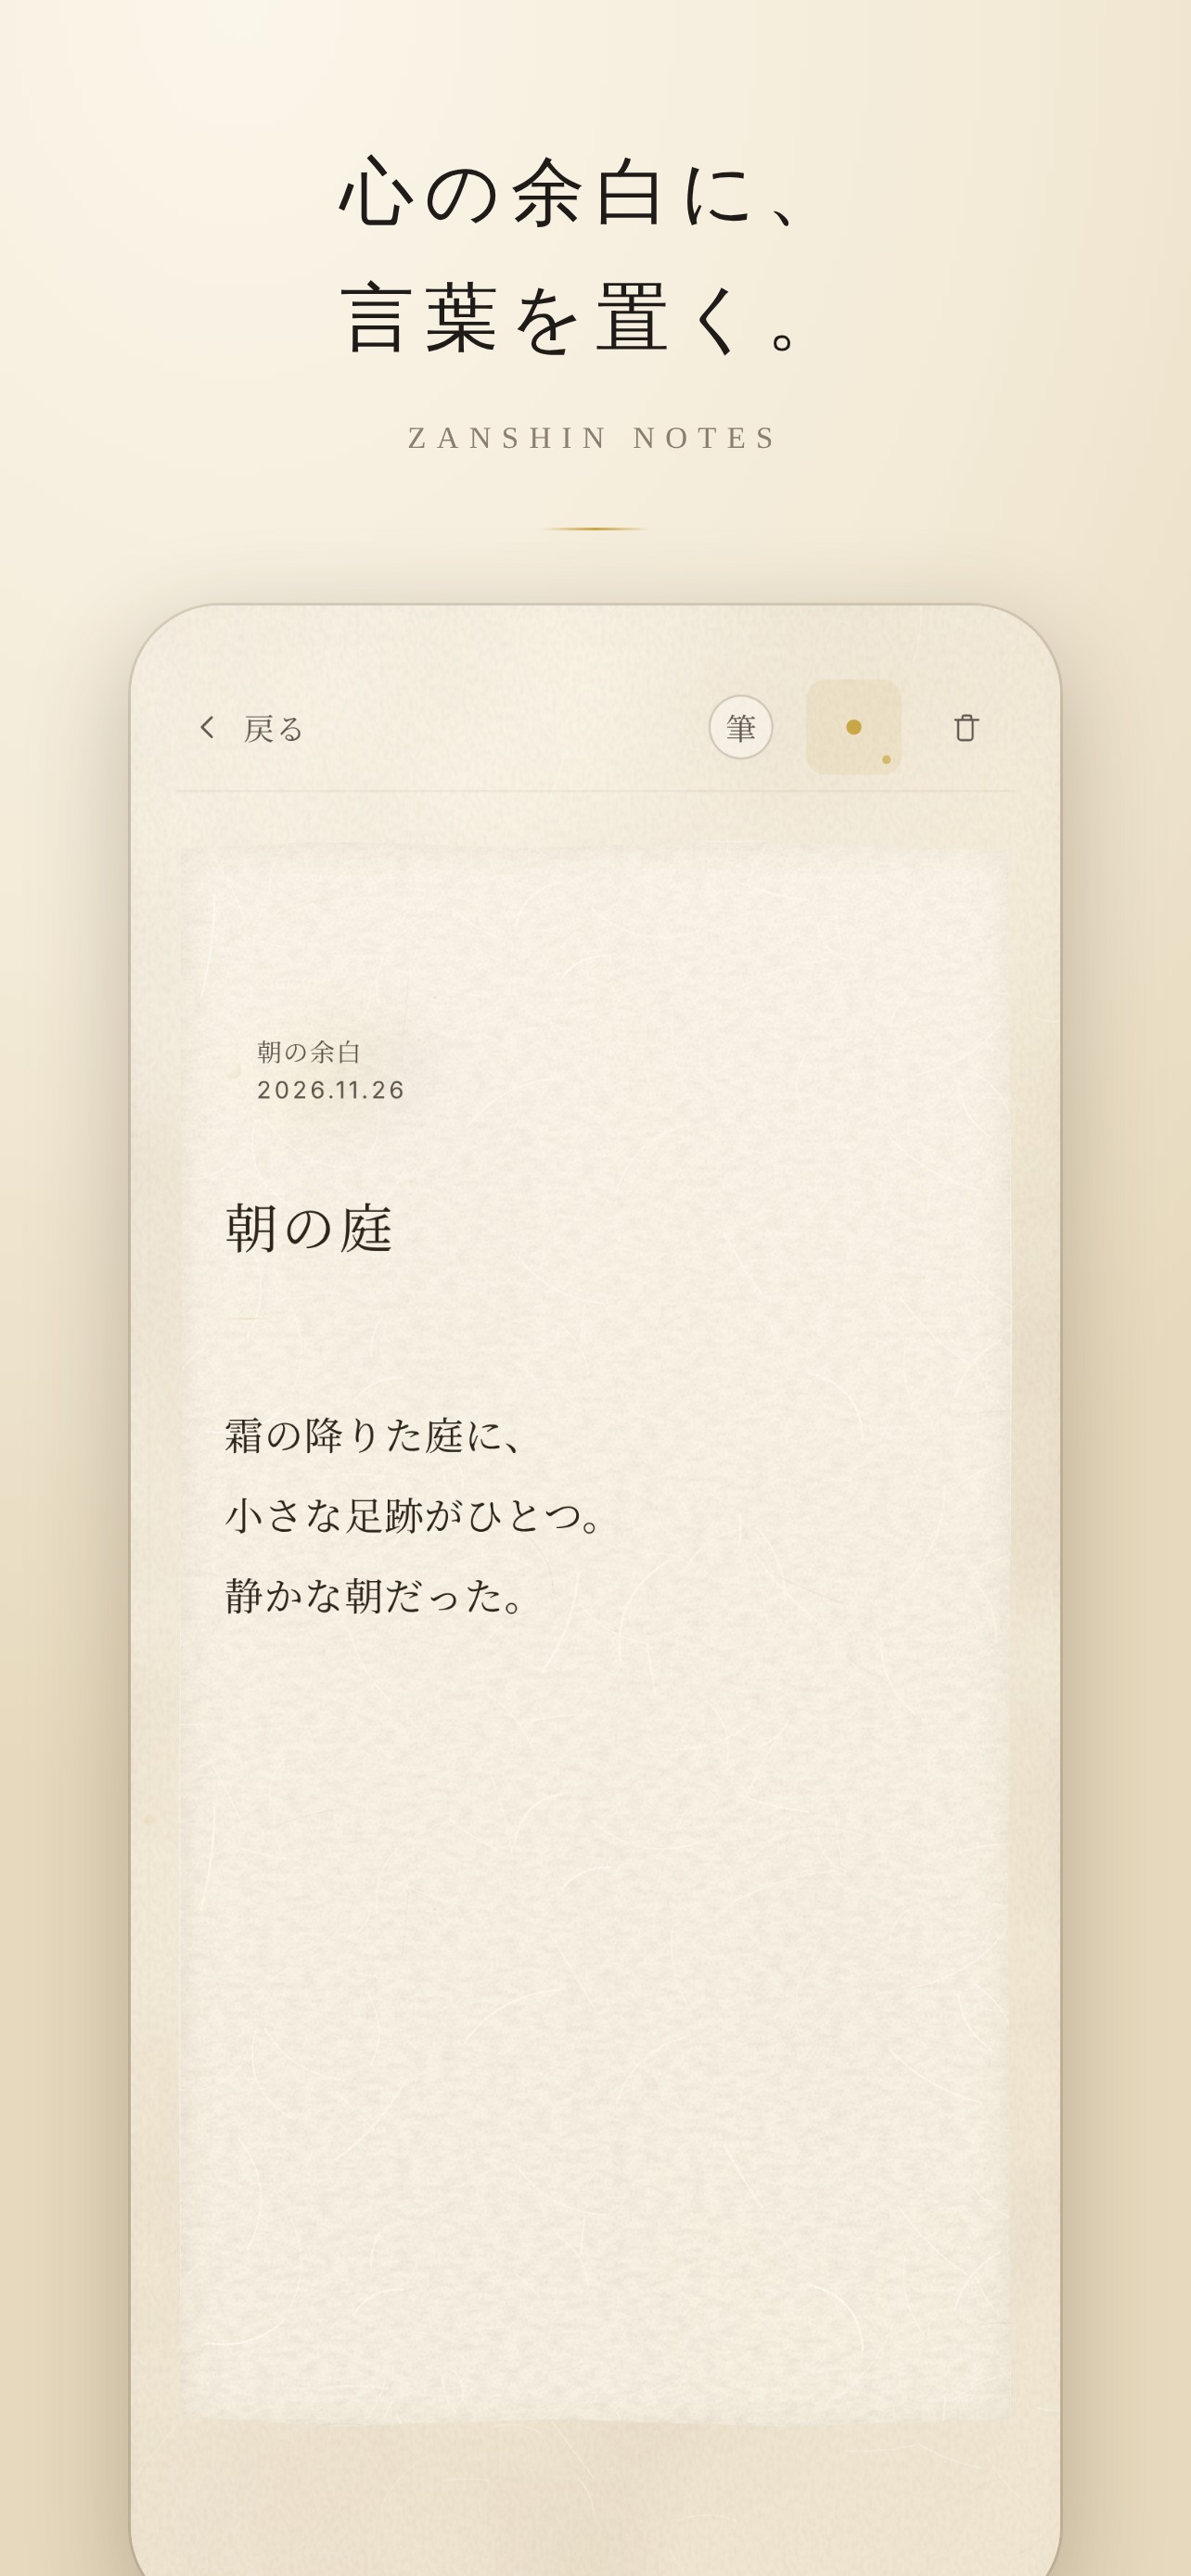 心の余白に、
言葉を置く。
ZANSHIN NOTES
戻る 筆
朝の余白
2026.11.26
朝の庭
霜の降りた庭に、
小さな足跡がひとつ。
静かな朝だった。